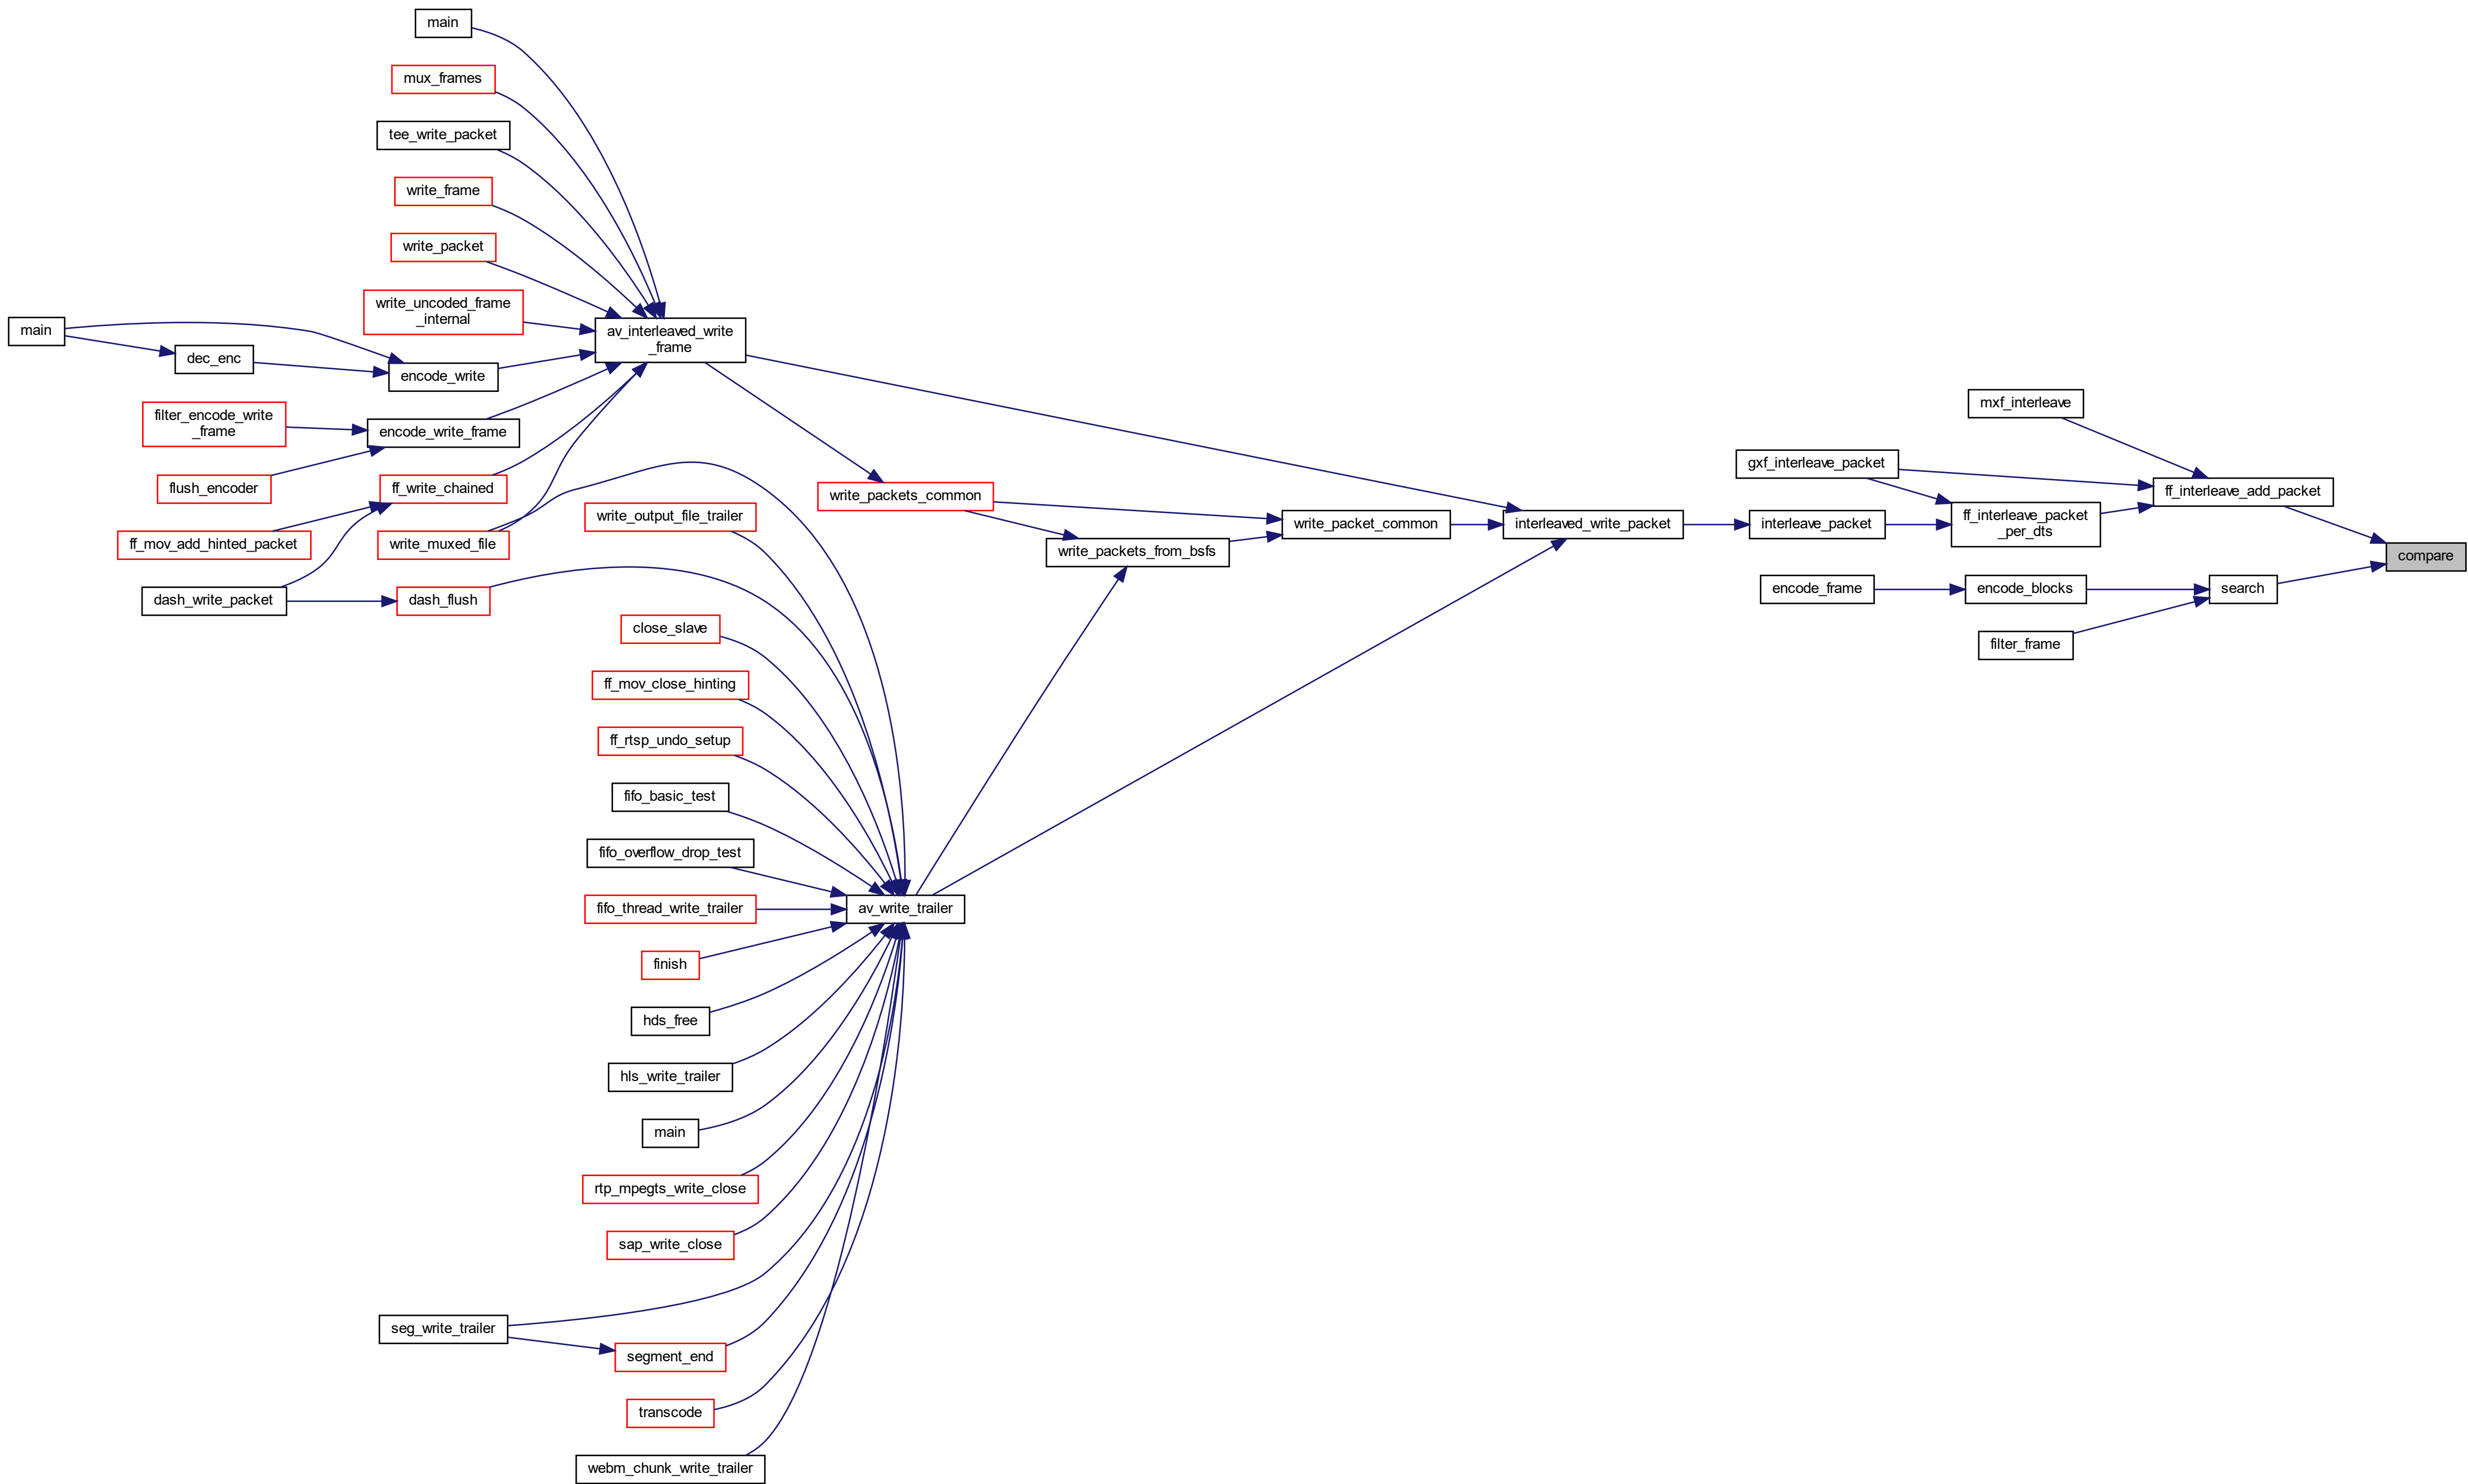 main
mux_frames
tee_write_packet
write_frame
write_packet
write_uncoded_frame
_internal
main
dec_enc
encode_write
av_interleaved_write
_frame
filter_encode_write
_frame
encode_write_frame
flush_encoder
ff_write_chained
ff_mov_add_hinted_packet
write_muxed_file
dash_write_packet
dash_flush
write_output_file_trailer
write_packets_common
write_packets_from_bsfs
write_packet_common
interleaved_write_packet
mxf_interleave
gxf_interleave_packet
ff_interleave_add_packet
ff_interleave_packet
_per_dts
interleave_packet
compare
encode_frame
encode_blocks
search
filter_frame
close_slave
ff_mov_close_hinting
ff_rtsp_undo_setup
fifo_basic_test
fifo_overflow_drop_test
fifo_thread_write_trailer
av_write_trailer
finish
hds_free
hls_write_trailer
main
rtp_mpegts_write_close
sap_write_close
seg_write_trailer
segment_end
transcode
webm_chunk_write_trailer